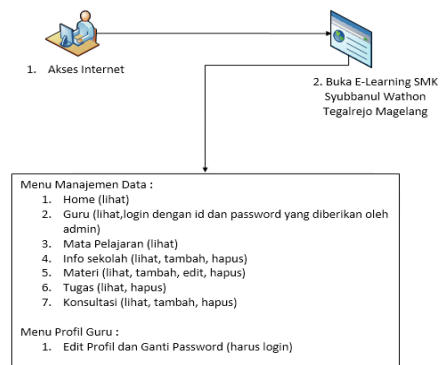 1. Akses Internet
2. Buka E-Learning SMK
Syubbanul Wathon
Tegalrejo Magelang
Menu Manajemen Data :
1. Home (lihat)
2. Guru (lihat,login dengan id dan password yang diberikan oleh
admin)
3. Mata Pelajaran (lihat)
4. Info sekolah (lihat, tambah, hapus)
5. Materi (lihat, tambah, edit, hapus)
6. Tugas (lihat, hapus)
7. Konsultasi (lihat, tambah, hapus)
Menu Profil Guru :
1. Edit Profil dan Ganti Password (harus login)